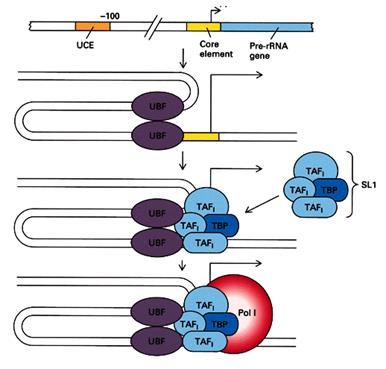 –100
UCE
Core
element
Pre-rRNA
gene
UBF
UBF
UBF
UBF
TAFI
TAFI
TBP
TAFI
TAFI
TAFI
TBP
TAFI
SL1
UBF
UBF
TAFI
TAFI
TBP
TAFI
Pol I